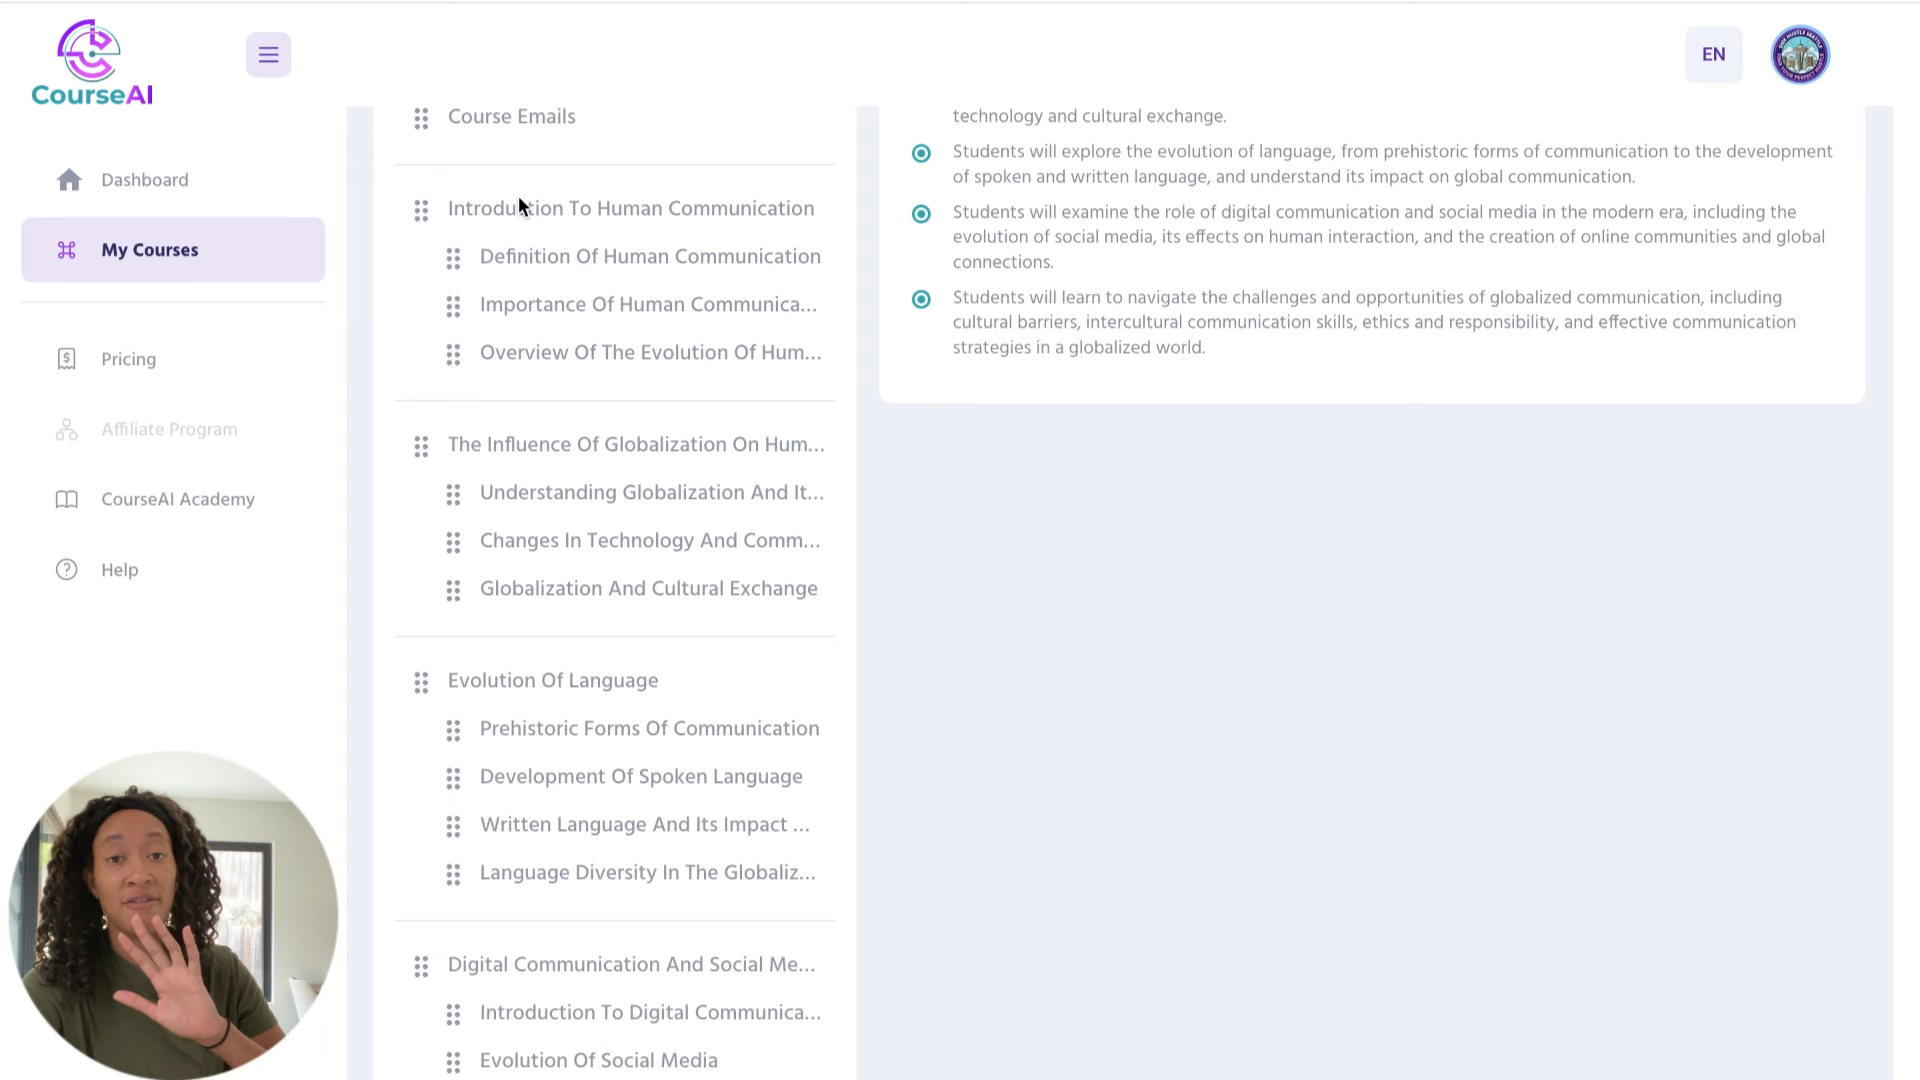 CourseAI
EN
Dashboard
My Courses
Pricing
Affiliate Program
CourseAI Academy
Help
Course Emails
Introduction To Human Communication
Definition Of Human Communication
Importance Of Human Communica...
Overview Of The Evolution Of Hum...
The Influence Of Globalization On Hum...
Understanding Globalization And It...
Changes In Technology And Comm...
Globalization And Cultural Exchange
Evolution Of Language
Prehistoric Forms Of Communication
Development Of Spoken Language
Written Language And Its Impact ...
Language Diversity In The Globaliz...
Digital Communication And Social Me...
Introduction To Digital Communica...
Evolution Of Social Media
technology and cultural exchange.
Students will explore the evolution of language, from prehistoric forms of communication to the development
of spoken and written language, and understand its impact on global communication.
Students will examine the role of digital communication and social media in the modern era, including the
evolution of social media, its effects on human interaction, and the creation of online communities and global
connections.
Students will learn to navigate the challenges and opportunities of globalized communication, including
cultural barriers, intercultural communication skills, ethics and responsibility, and effective communication
strategies in a globalized world.